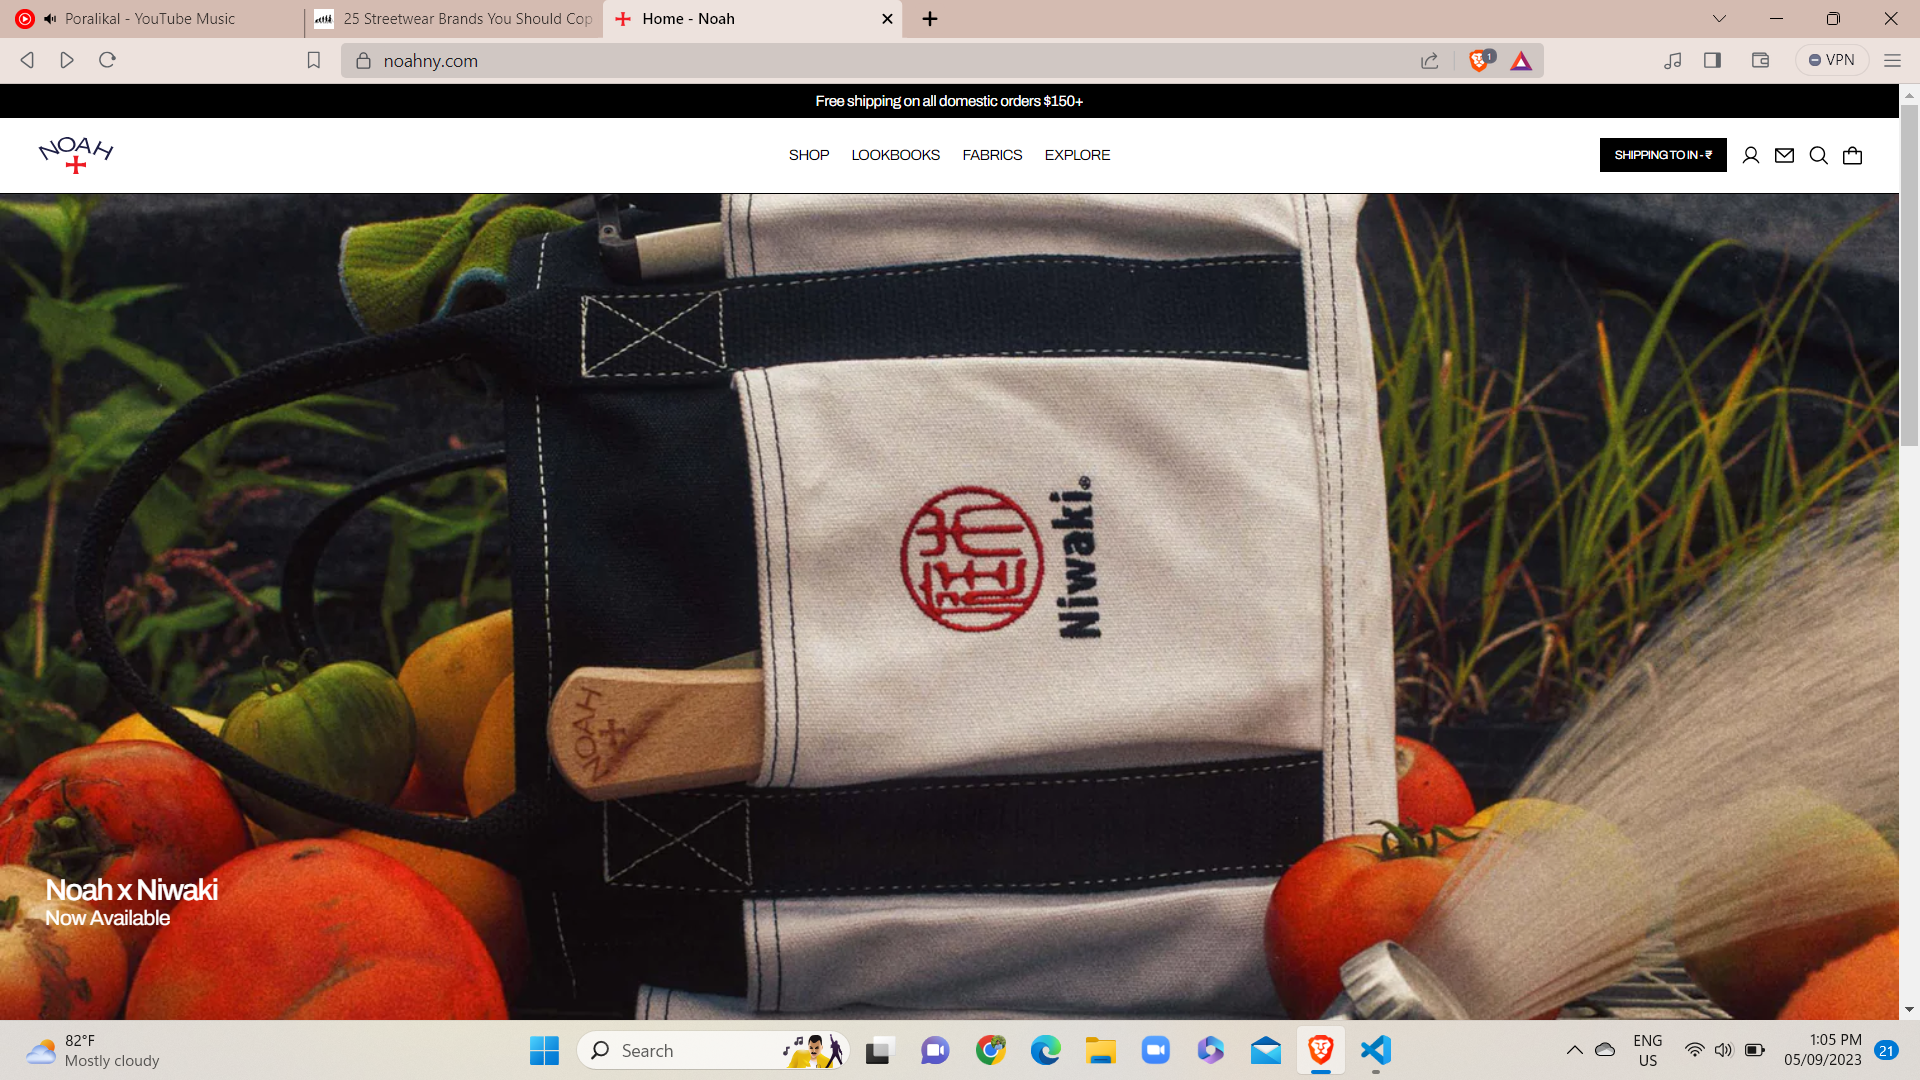 Poralikal - YouTube Music
25 Streetwear Brands You Should Cop
Home - Noah
noahny.com
1
VPN
Free shipping on all domestic orders $150+
NOAH
SHOP
LOOKBOOKS
FABRICS
EXPLORE
SHIPPING TO IN - ₹
Niwaki®
NOAH
Noah x Niwaki
Now Available
82°F
Mostly cloudy
Search
ENG
US
1:05 PM
05/09/2023
21